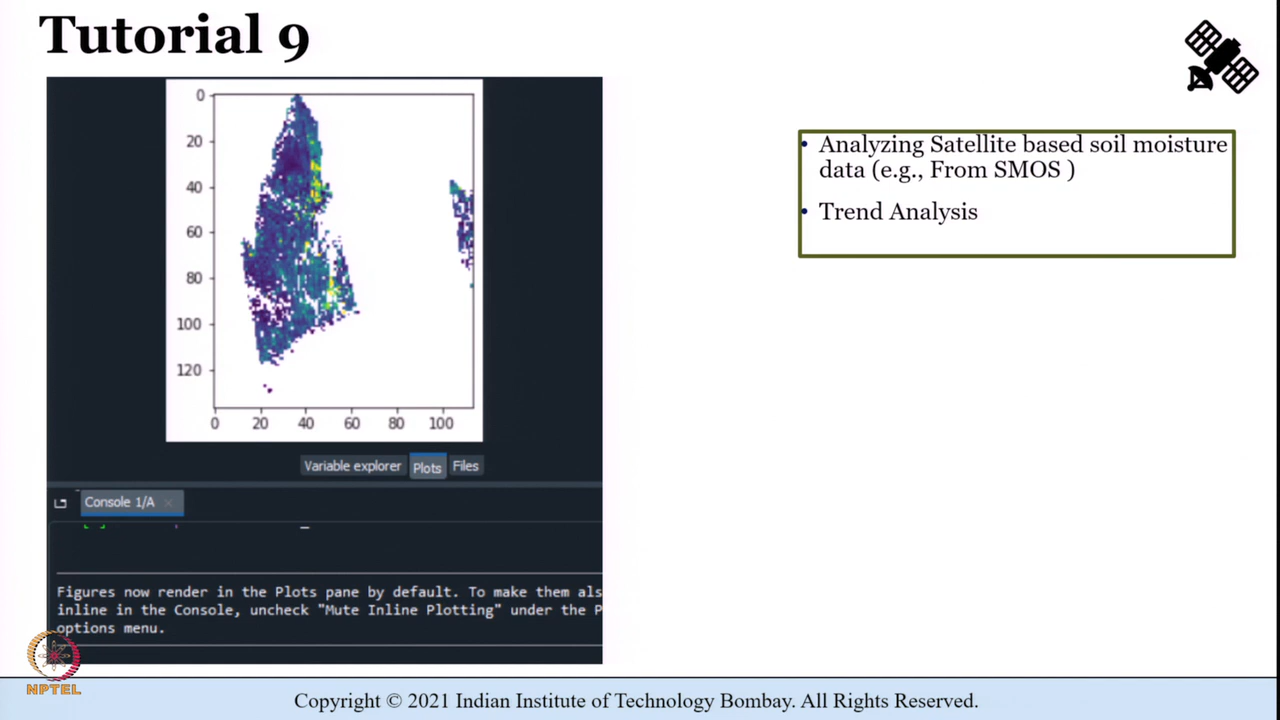 Tutorial 9
0
20
40
60
80
100
120
0 20 40 60 80 100
Variable explorer Plots Files
Console 1/A
Figures now render in the Plots pane by default. To make them als
inline in the Console, uncheck "Mute Inline Plotting" under the P
options menu.
• Analyzing Satellite based soil moisture
data (e.g., From SMOS )
• Trend Analysis
NPTEL
Copyright © 2021 Indian Institute of Technology Bombay. All Rights Reserved.